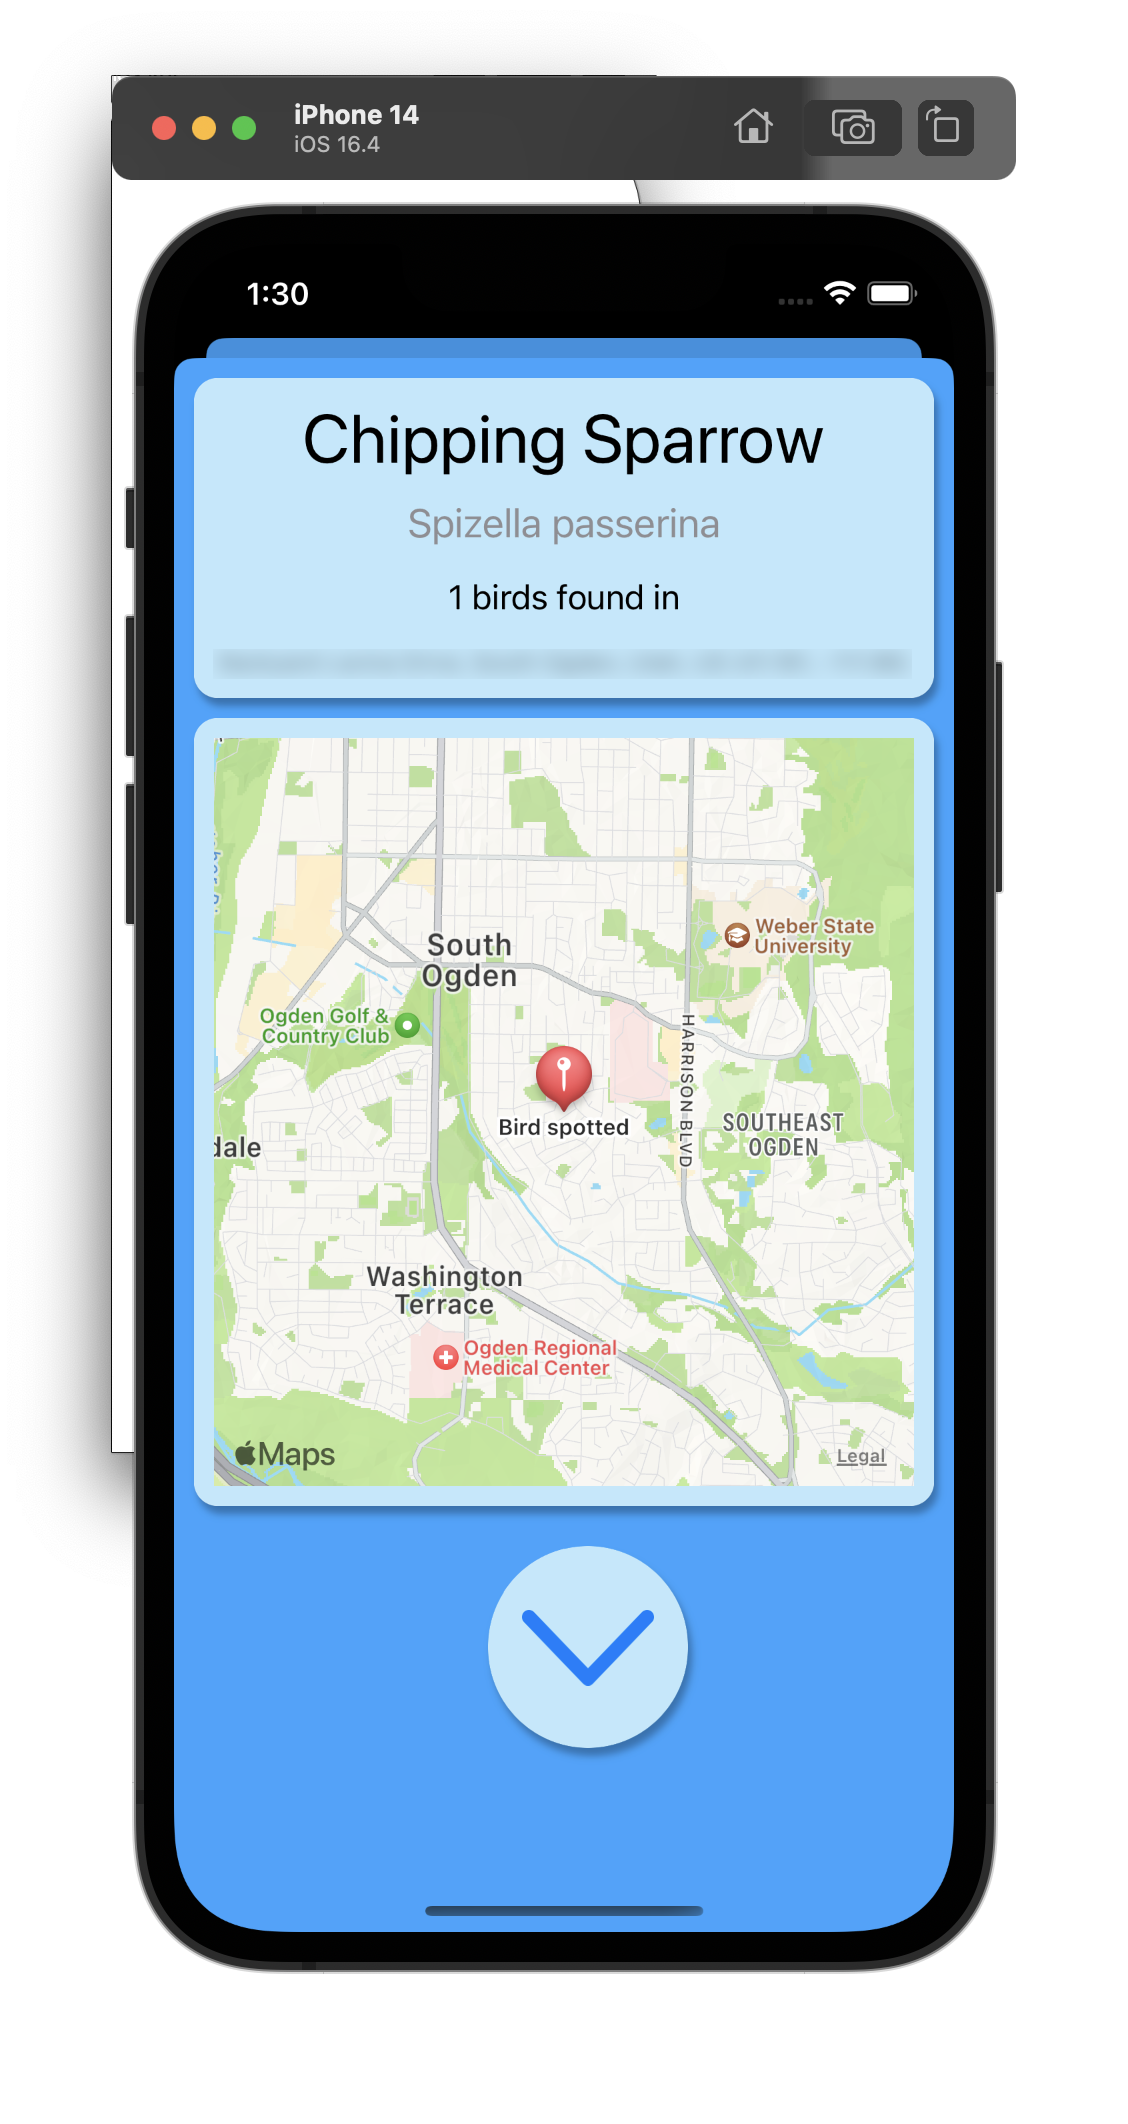 iPhone 14
iOS 16.4
1:30
Chipping Sparrow
Spizella passerina
1 birds found in
South
Ogden
Weber State
University
Ogden Golf &
Country Club
HARRISON BLVD
Bird spotted
SOUTHEAST
OGDEN
dale
Washington
Terrace
Ogden Regional
Medical Center
Maps
Legal